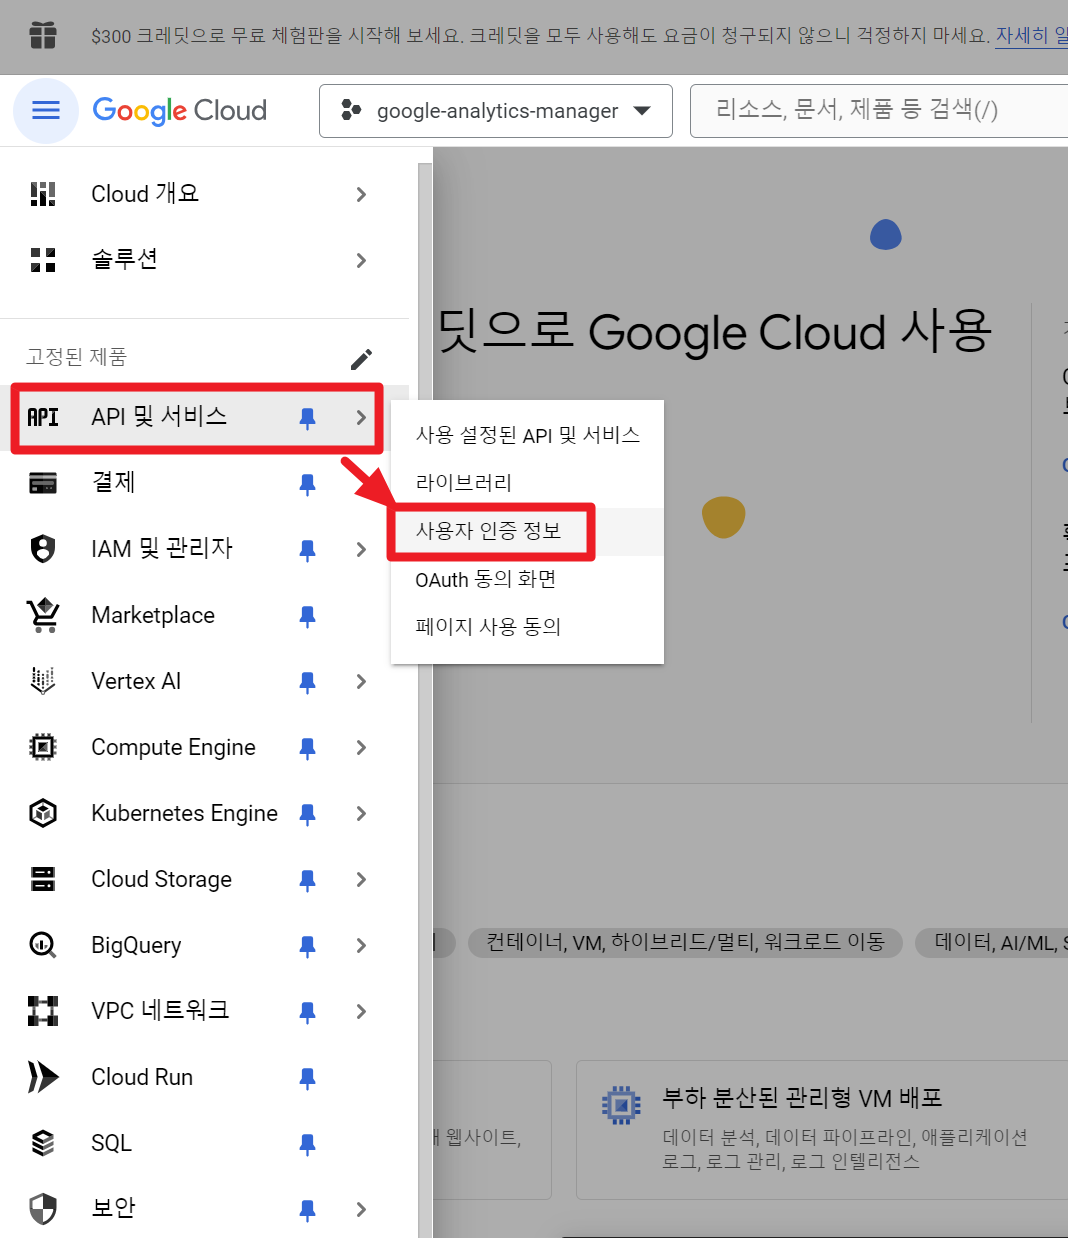 $300 크레딧으로 무료 체험판을 시작해 보세요. 크레딧을 모두 사용해도 요금이 청구되지 않으니 걱정하지 마세요. 자세히
Google Cloud
google-analytics-manager
리소스, 문서, 제품 등 검색(/)
Cloud 개요
솔루션
고정된 제품
API API 및 서비스
결제
IAM 및 관리자
Marketplace
Vertex AI
Compute Engine
Kubernetes Engine
Cloud Storage
BigQuery
VPC 네트워크
Cloud Run
SQL
보안
사용 설정된 API 및 서비스
라이브러리
사용자 인증 정보
OAuth 동의 화면
페이지 사용 동의
딧으로 Google Cloud 사용
컨테이너, VM, 하이브리드/멀티, 워크로드 이동
데이터, AI/ML,
웹사이트,
부하 분산된 관리형 VM 배포
데이터 분석, 데이터 파이프라인, 애플리케이션
로그, 로그 관리, 로그 인텔리전스